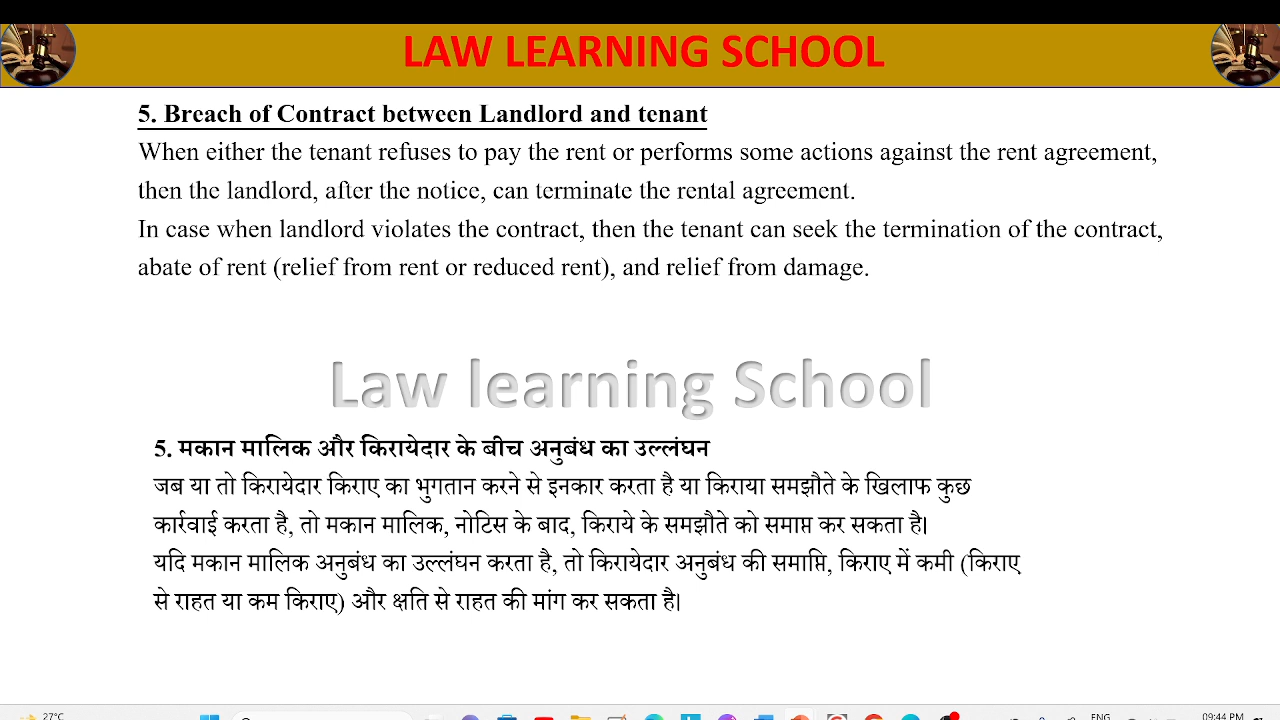 LAW LEARNING SCHOOL
5. Breach of Contract between Landlord and tenant
When either the tenant refuses to pay the rent or performs some actions against the rent agreement,
then the landlord, after the notice, can terminate the rental agreement.
In case when landlord violates the contract, then the tenant can seek the termination of the contract,
abate of rent (relief from rent or reduced rent), and relief from damage.
Law learning School
5. मकान मालिक और किरायेदार के बीच अनुबंध का उल्लंघन
जब या तो किरायेदार किराए का भुगतान करने से इनकार करता है या किराया समझौते के खिलाफ कुछ
कार्रवाई करता है, तो मकान मालिक, नोटिस के बाद, किराये के समझौते को समाप्त कर सकता है।
यदि मकान मालिक अनुबंध का उल्लंघन करता है, तो किरायेदार अनुबंध की समाप्ति, किराए में कमी (किराए
से राहत या कम किराए) और क्षति से राहत की मांग कर सकता है।
27°C
ENG
09:44 PM